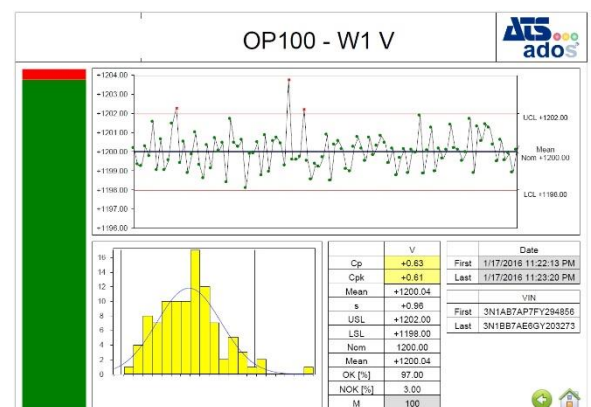 OP100 - W1 V
ATS
ados
+1204.00
+1203.00
+1202.00
+1201.00
+1200.00
+1199.00
+1198.00
+1197.00
+1196.00
UCL +1202.00
Mean
Nom +1200.00
LCL +1198.00
16
14
12
10
8
6
4
2
0
V
Cp +0.63
Cpk +0.61
Mean +1200.04
s +0.96
USL +1202.00
LSL +1198.00
Nom 1200.00
Mean +1200.04
OK [%] 97.00
NOK [%] 3.00
M 100
Date
First 1/17/2016 11:22:13 PM
Last 1/17/2016 11:23:20 PM
VIN
First 3N1AB7AP7FY294856
Last 3N1BB7AE6GY203273